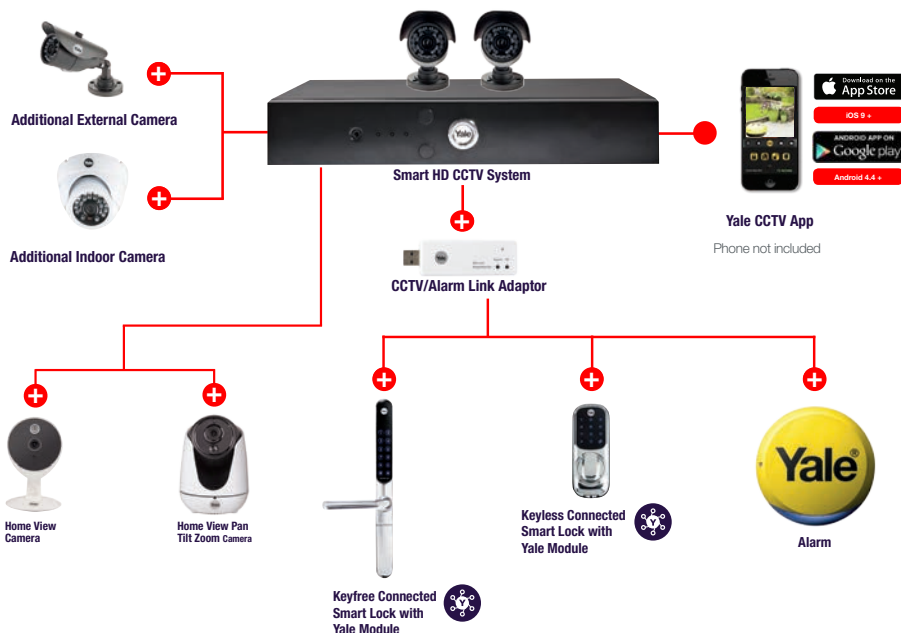 Additional External Camera
Additional Indoor Camera
Yale
Smart HD CCTV System
Download on the
App Store
iOS 9 +
ANDROID APP ON
Google play
Android 4.4 +
Yale CCTV App
Phone not included
Yale
CCTV/Alarm Link Adaptor
Home View
Camera
Home View Pan
Tilt Zoom Camera
Keyfree Connected
Smart Lock with
Yale Module
Y
Keyless Connected
Smart Lock with
Yale Module
Y
Yale®
Alarm